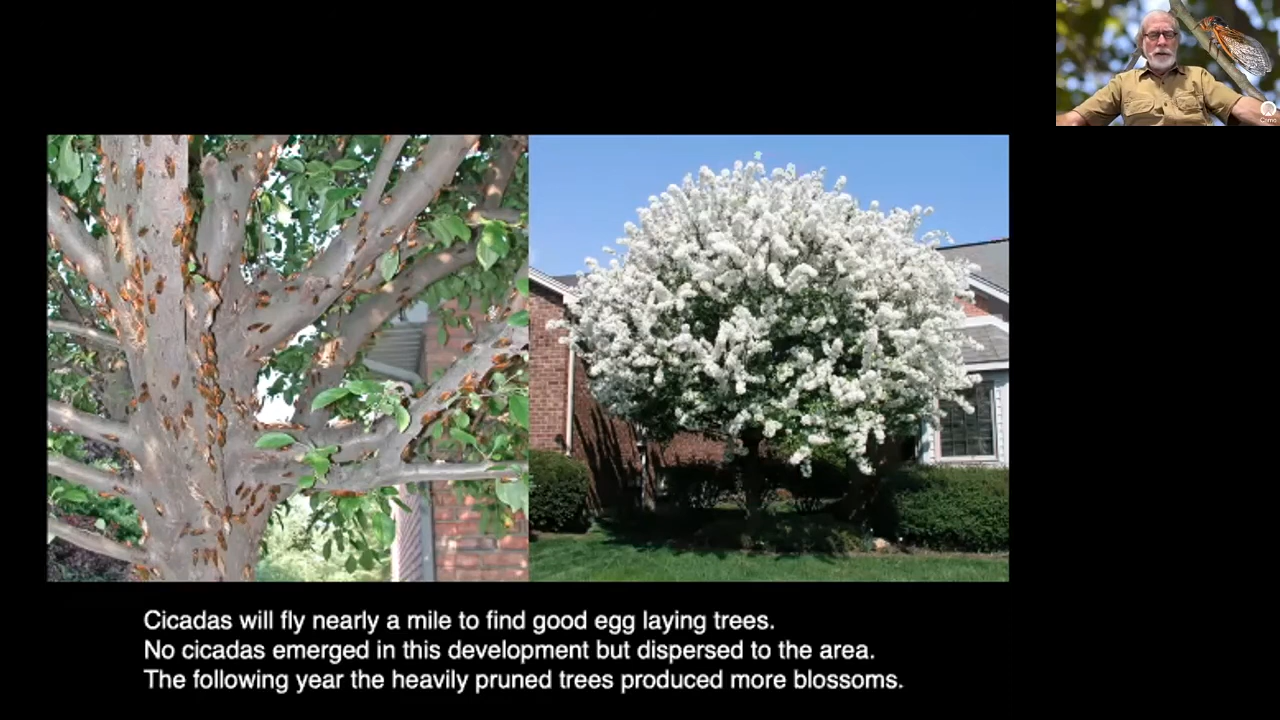 Cicadas will fly nearly a mile to find good egg laying trees.
No cicadas emerged in this development but dispersed to the area.
The following year the heavily pruned trees produced more blossoms.